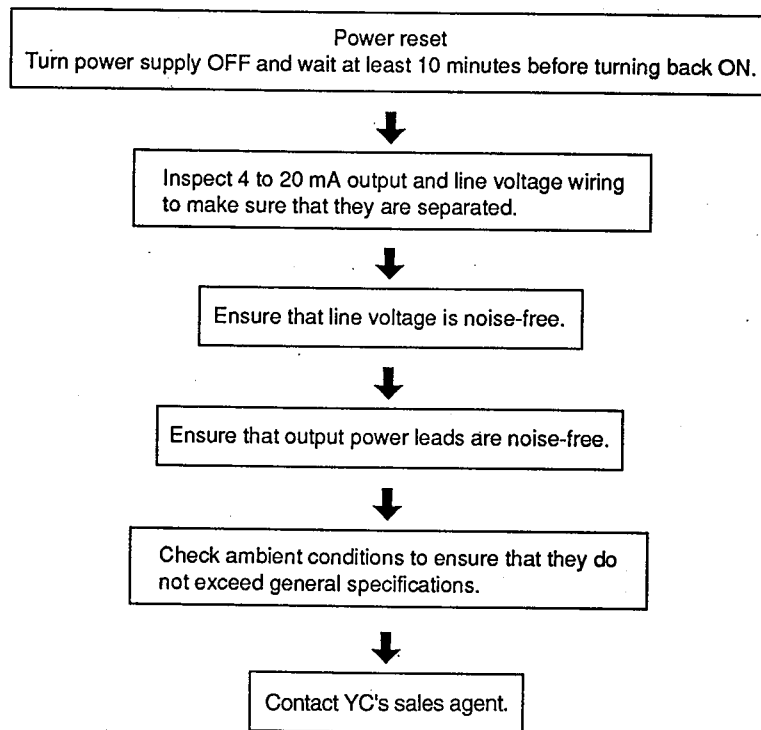 Power reset
Turn power supply OFF and wait at least 10 minutes before turning back ON.
Inspect 4 to 20 mA output and line voltage wiring
to make sure that they are separated.
Ensure that line voltage is noise-free.
Ensure that output power leads are noise-free.
Check ambient conditions to ensure that they do
not exceed general specifications.
Contact YC's sales agent.